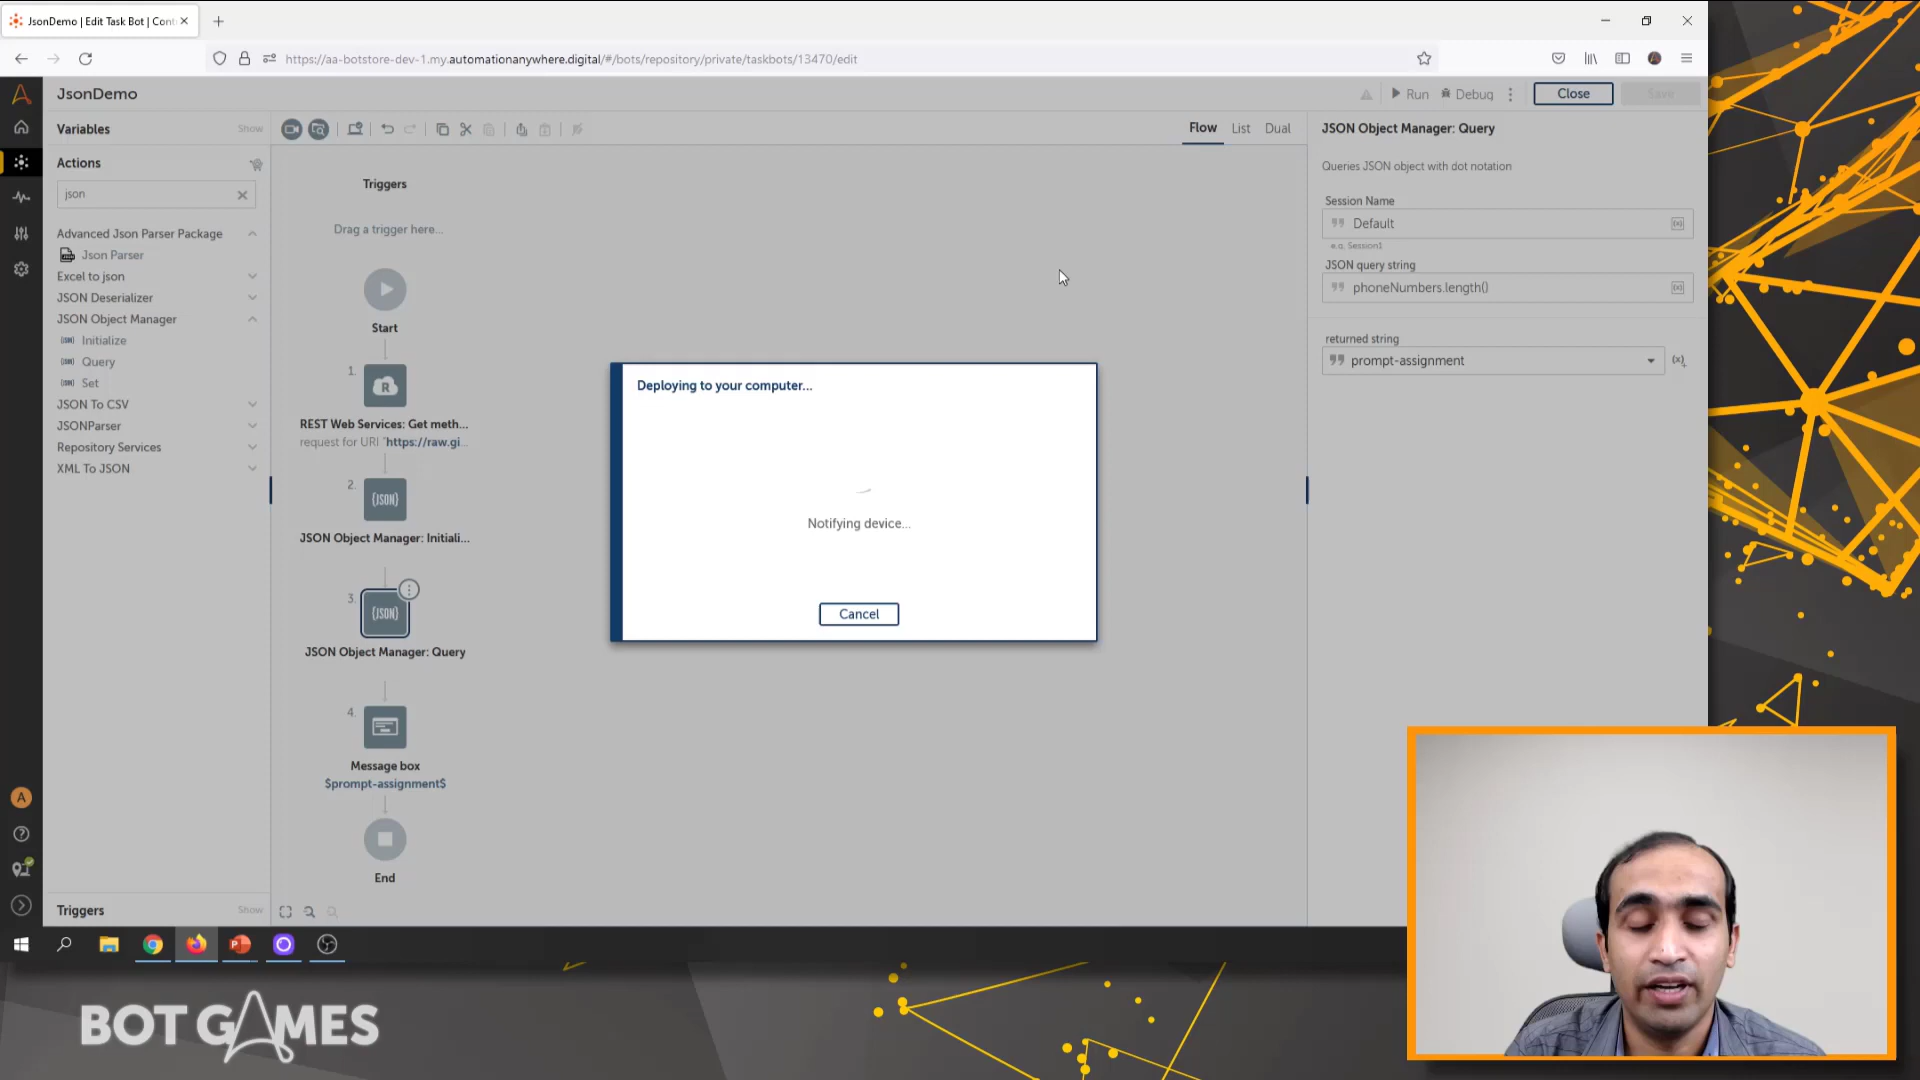 JsonDemo | Edit Task Bot | Cont
https://aa-botstore-dev-1.my.automationanywhere.digital/#/bots/repository/private/taskbots/13470/edit
JsonDemo
Run
Debug
Close
Save
Variables
Show
Flow
List
Dual
Actions
json
Advanced Json Parser Package
Json Parser
Excel to json
JSON Deserializer
JSON Object Manager
Initialize
Query
Set
JSON To CSV
JSONParser
Repository Services
XML To JSON
Triggers
Show
Triggers
Drag a trigger here...
Start
1.
REST Web Services: Get meth...
request for URI "https://raw.gi...
2.
{JSON}
JSON Object Manager: Initiali...
3.
{JSON}
JSON Object Manager: Query
4.
Message box
$prompt-assignment$
End
Deploying to your computer...
Notifying device...
Cancel
JSON Object Manager: Query
Queries JSON object with dot notation
Session Name
Default
e.g. Session1
JSON query string
phoneNumbers.length()
returned string
prompt-assignment
BOT GAMES